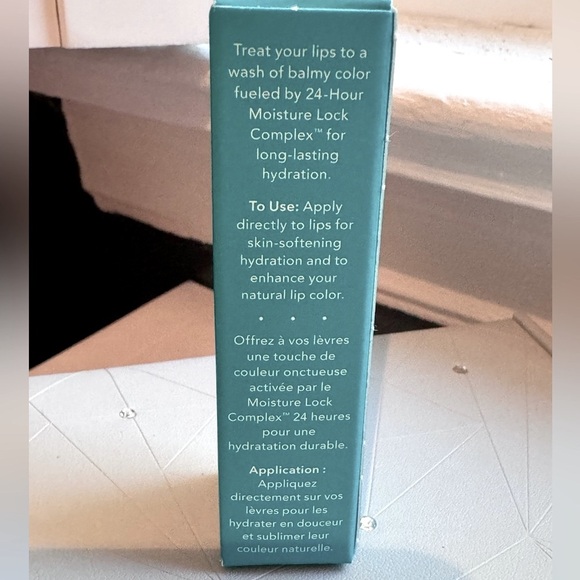 Treat your lips to a
wash of balmy color
fueled by 24-Hour
Moisture Lock
Complex™ for
long-lasting
hydration.
To Use: Apply
directly to lips for
skin-softening
hydration and to
enhance your
natural lip color.
• • •
Offrez à vos lèvres
une touche de
couleur onctueuse
activée par le
Moisture Lock
Complex™ 24 heures
pour une
hydratation durable.
Application :
Appliquez
directement sur vos
lèvres pour les
hydrater en douceur
et sublimer leur
couleur naturelle.